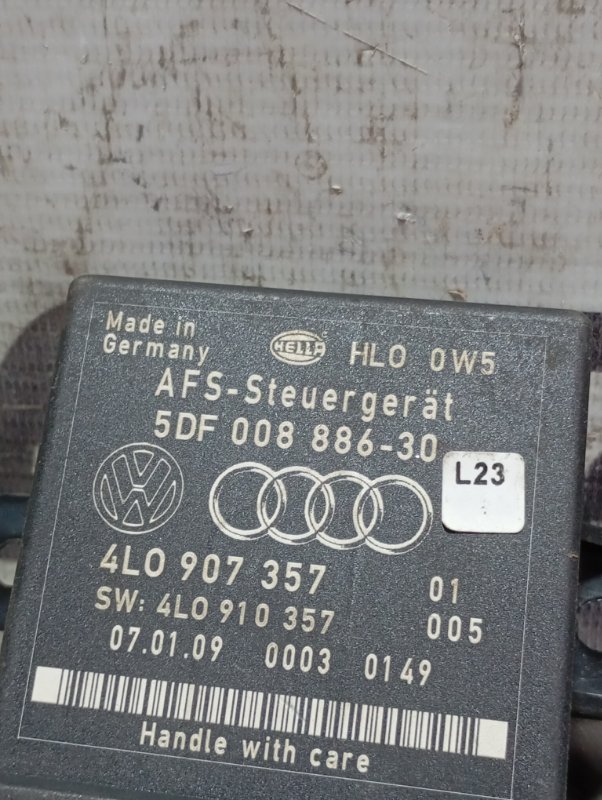 Made in
Germany
HELLA
HLO 0W5
AFS-Steuergerät
5DF 008 886-30
L23
4L0 907 357 01
SW: 4L0 910 357 005
07.01.09 0003 0149
Handle with care